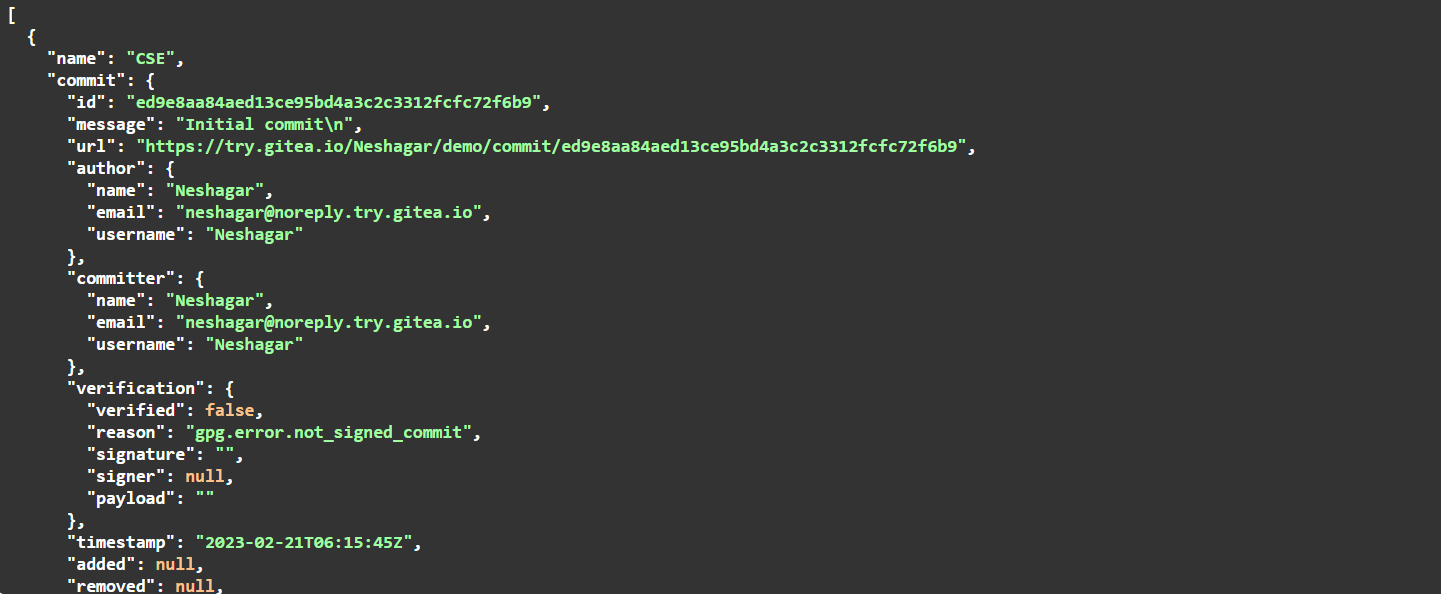 [
{
"name": "CSE",
"commit": {
"id": "ed9e8aa84aed13ce95bd4a3c2c3312fcfc72f6b9",
"message": "Initial commit\n",
"url": "https://try.gitea.io/Neshagar/demo/commit/ed9e8aa84aed13ce95bd4a3c2c3312fcfc72f6b9",
"author": {
"name": "Neshagar",
"email": "neshagar@noreply.try.gitea.io",
"username": "Neshagar"
},
"committer": {
"name": "Neshagar",
"email": "neshagar@noreply.try.gitea.io",
"username": "Neshagar"
},
"verification": {
"verified": false,
"reason": "gpg.error.not_signed_commit",
"signature": "",
"signer": null,
"payload": ""
},
"timestamp": "2023-02-21T06:15:45Z",
"added": null,
"removed": null,